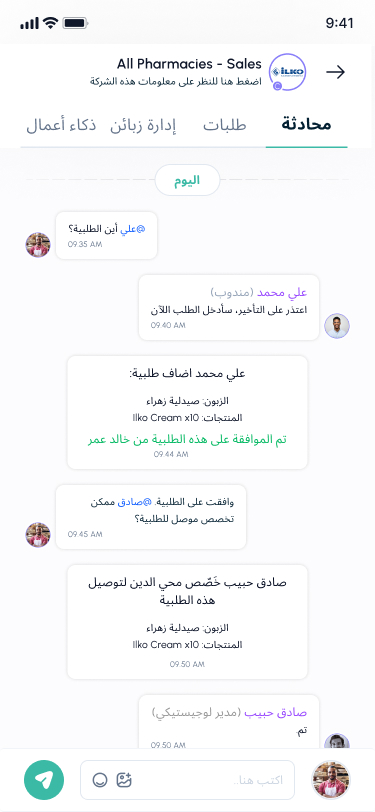 9:41
All Pharmacies - Sales
اضغط هنا للنظر على معلومات هذه الشركة
ILKO
محادثة
طلبات
إدارة زبائن
ذكاء أعمال
اليوم
@علي أين الطلبية؟
09:35 AM
علي محمد (مندوب)
اعتذر على التأخير، سأدخل الطلب اللآن
09:40 AM
علي محمد اضاف طلبية:
الزبون: صيدلية زهراء
المنتجات: Ilko Cream x10
تم الموافقة على هذه الطلبية من خالد عمر
09:44 AM
وافقت على الطلبية. @صادق ممكن
تخصص موصل للطلبية؟
09:45 AM
صادق حبيب خَصّص محي الدين لتوصيل
هذه الطلبية
الزبون: صيدلية زهراء
المنتجات: Ilko Cream x10
09:50 AM
صادق حبيب (مدير لوجيستيكي)
تم.
09:50 AM
اكتب هنا..